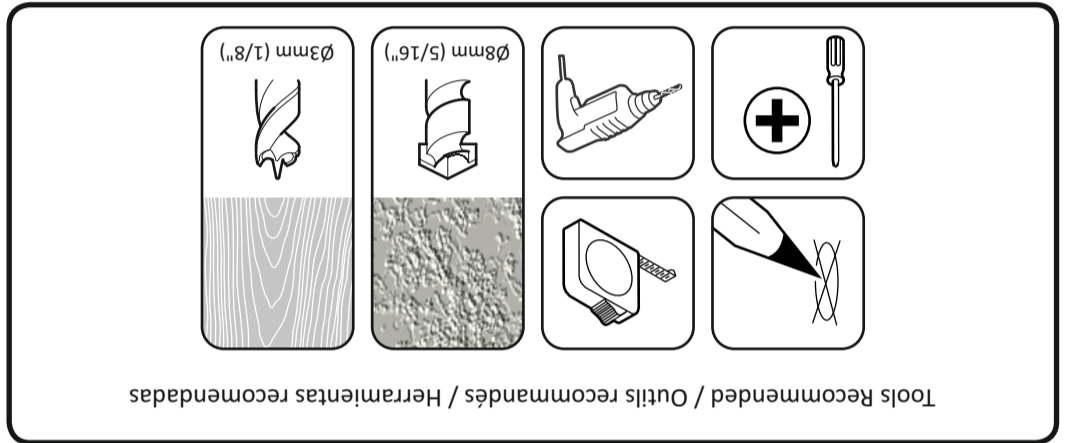 Tools Recommended / Outils recommandés / Herramientas recomendadas
Ø8mm (5/16")
Ø3mm (1/8")